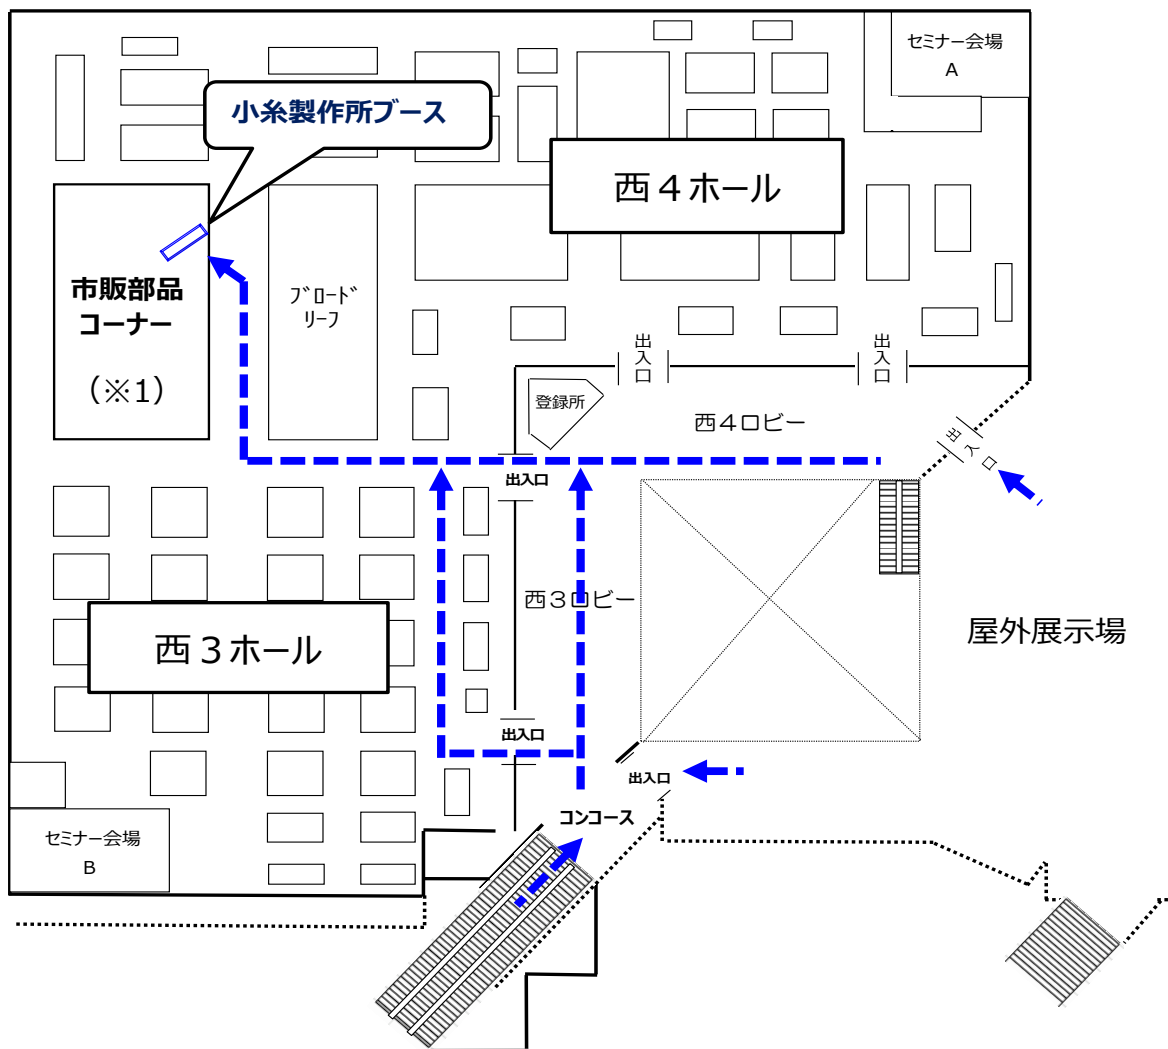 セミナー会場
A
小糸製作所ブース
西４ホール
市販部品
コーナー
（※1）
ﾌﾞﾛｰﾄﾞ
ﾘｰﾌ
出入口
出入口
登録所
西４ロビー
出入口
出入口
西３ロビー
屋外展示場
西３ホール
出入口
出入口
コンコース
セミナー会場
B